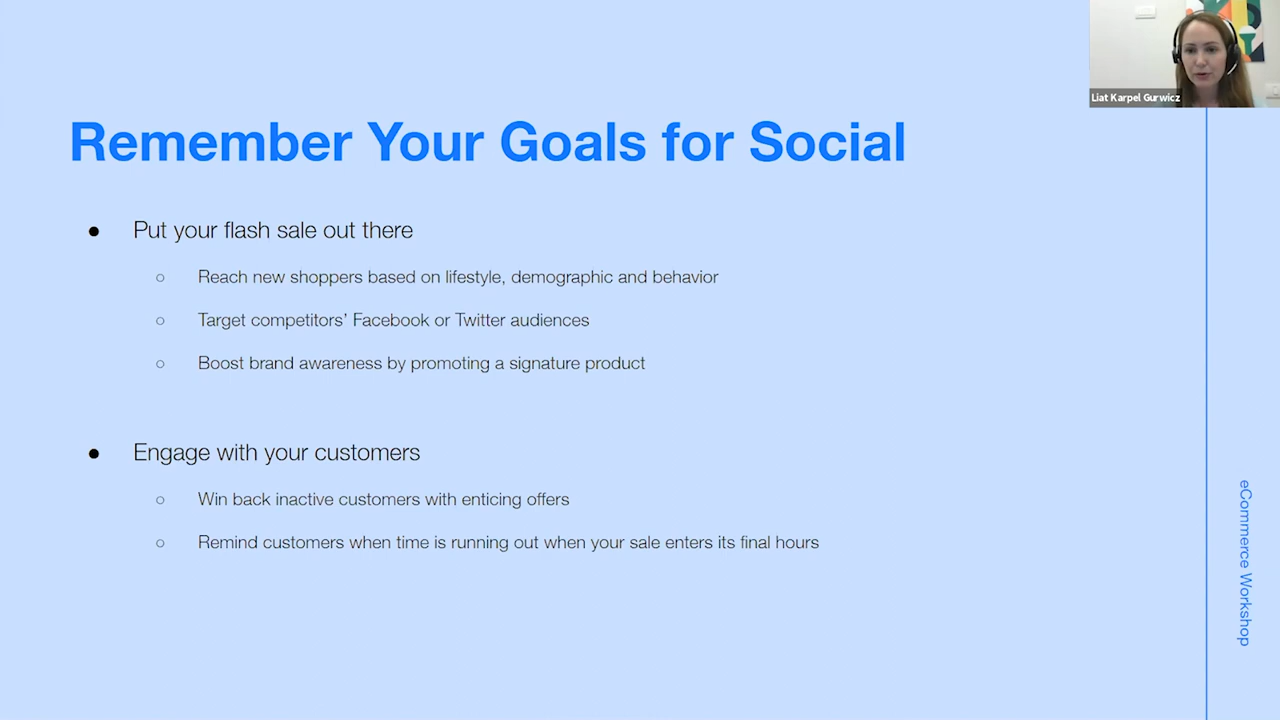 Liat Karpel Gurwicz
Remember Your Goals for Social
● Put your flash sale out there
○ Reach new shoppers based on lifestyle, demographic and behavior
○ Target competitors’ Facebook or Twitter audiences
○ Boost brand awareness by promoting a signature product
● Engage with your customers
○ Win back inactive customers with enticing offers
○ Remind customers when time is running out when your sale enters its final hours
eCommerce Workshop